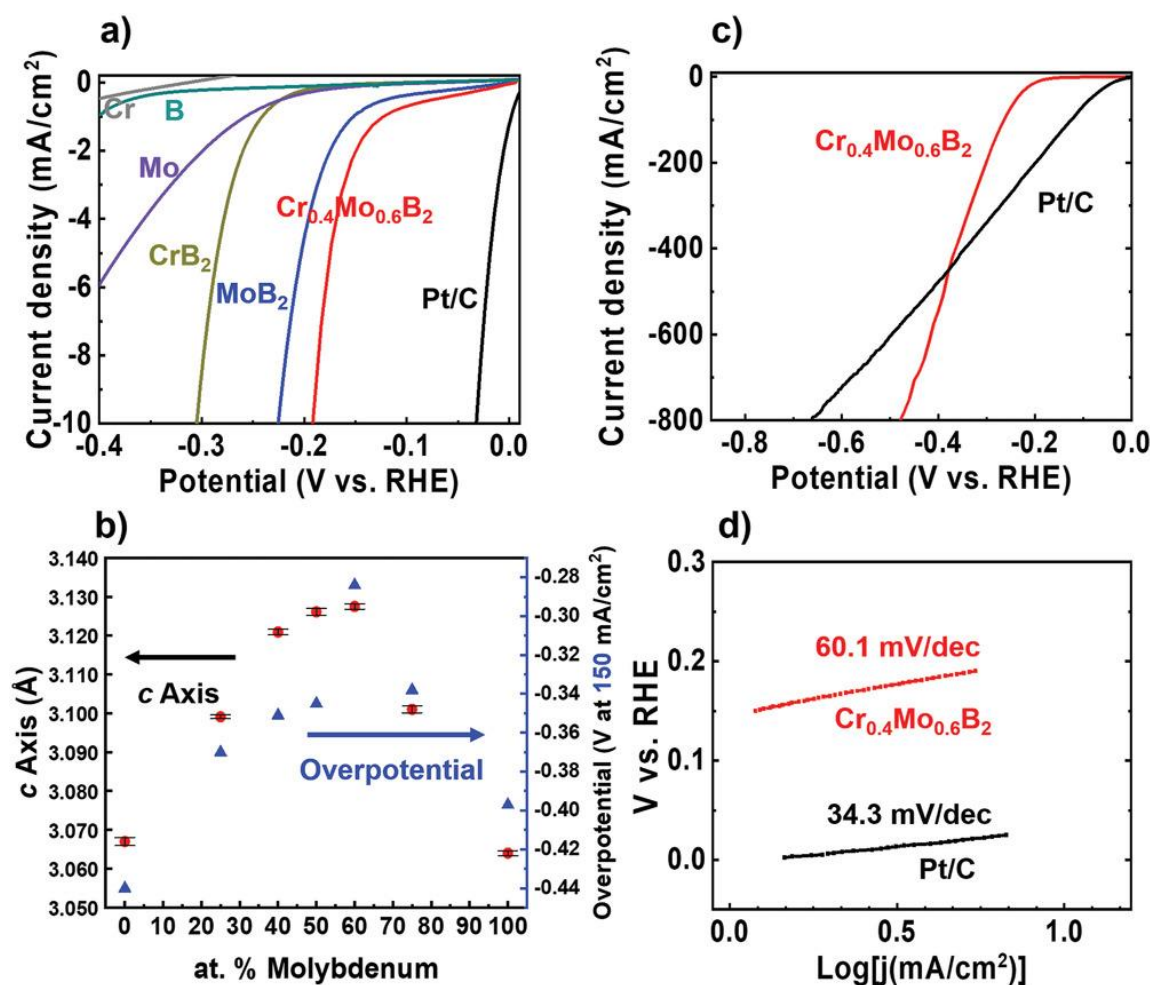 a)
Current density (mA/cm²)
0
-2
-4
-6
-8
-10
Cr
B
Mo
CrB₂
MoB₂
Cr₀.₄Mo₀.₆B₂
Pt/C
-0.4 -0.3 -0.2 -0.1 0.0
Potential (V vs. RHE)
c)
Current density (mA/cm²)
0
-200
-400
-600
-800
Cr₀.₄Mo₀.₆B₂
Pt/C
-0.8 -0.6 -0.4 -0.2 0.0
Potential (V vs. RHE)
b)
c Axis (Å)
3.140
3.130
3.120
3.110
3.100
3.090
3.080
3.070
3.060
3.050
c Axis
Overpotential
-0.28
-0.30
-0.32
-0.34
-0.36
-0.38
-0.40
-0.42
-0.44
Overpotential (V at 150 mA/cm²)
0 10 20 30 40 50 60 70 80 90 100
at. % Molybdenum
d)
V vs. RHE
0.3
0.2
0.1
0.0
60.1 mV/dec
Cr₀.₄Mo₀.₆B₂
34.3 mV/dec
Pt/C
0.0 0.5 1.0
Log[j(mA/cm²)]